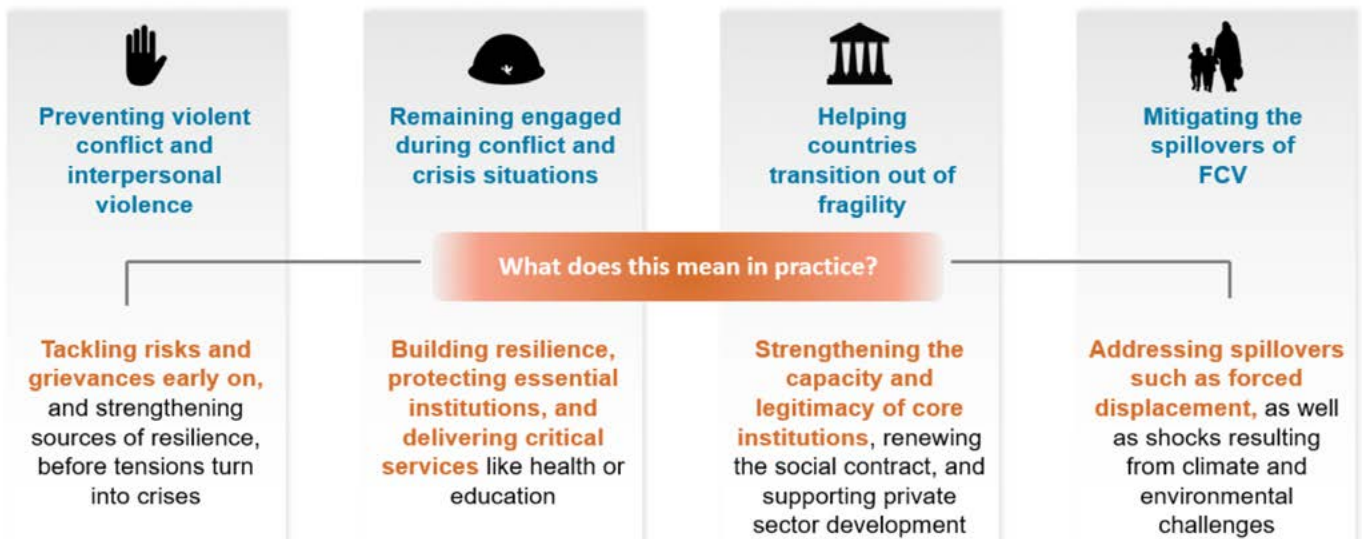 Preventing violent
conflict and
interpersonal
violence
Remaining engaged
during conflict and
crisis situations
Helping
countries
transition out of
fragility
Mitigating the
spillovers of
FCV
What does this mean in practice?
Tackling risks and
grievances early on,
and strengthening
sources of resilience,
before tensions turn
into crises
Building resilience,
protecting essential
institutions, and
delivering critical
services like health or
education
Strengthening the
capacity and
legitimacy of core
institutions, renewing
the social contract, and
supporting private
sector development
Addressing spillovers
such as forced
displacement, as well
as shocks resulting
from climate and
environmental
challenges